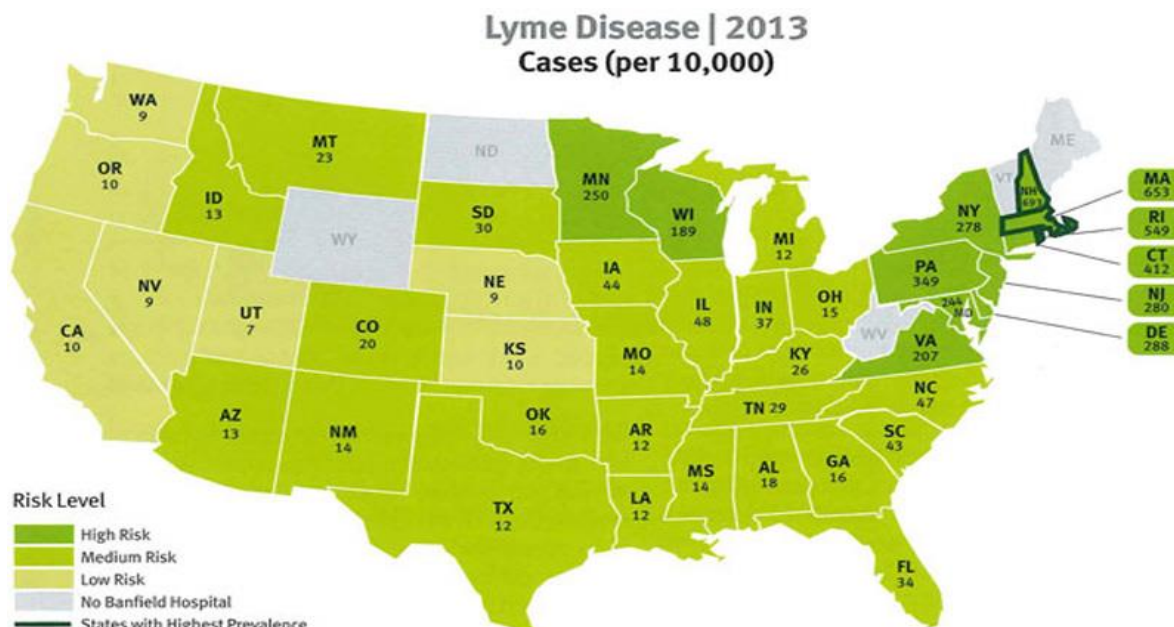 Lyme Disease | 2013
Cases (per 10,000)
WA
9
OR
10
CA
10
NV
9
ID
13
MT
23
WY
UT
7
AZ
13
CO
20
NM
14
ND
SD
30
NE
9
KS
10
OK
16
TX
12
MN
250
IA
44
MO
14
AR
12
LA
12
WI
189
IL
48
MI
12
IN
37
OH
15
KY
26
TN 29
MS
14
AL
18
GA
16
FL
34
SC
43
NC
47
VA
207
WV
244
MD
PA
349
NY
278
VT
NH
693
ME
MA
653
RI
549
CT
412
NJ
280
DE
288
Risk Level
High Risk
Medium Risk
Low Risk
No Banfield Hospital
States with Highest Prevalence